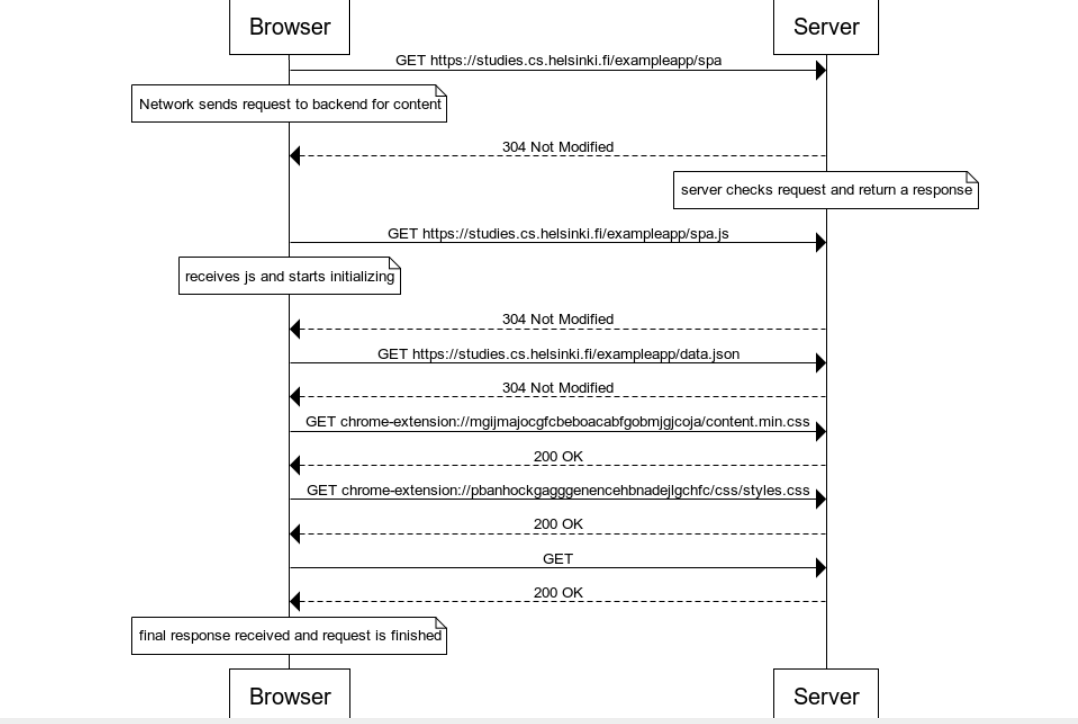 Browser
Server
GET https://studies.cs.helsinki.fi/exampleapp/spa
Network sends request to backend for content
304 Not Modified
server checks request and return a response
GET https://studies.cs.helsinki.fi/exampleapp/spa.js
receives js and starts initializing
304 Not Modified
GET https://studies.cs.helsinki.fi/exampleapp/data.json
304 Not Modified
GET chrome-extension://mgijmajocgfcbeboacabfgobmjgjcoja/content.min.css
200 OK
GET chrome-extension://pbanhockgagggenencehbnadejlgchfc/css/styles.css
200 OK
GET
200 OK
final response received and request is finished
Browser
Server